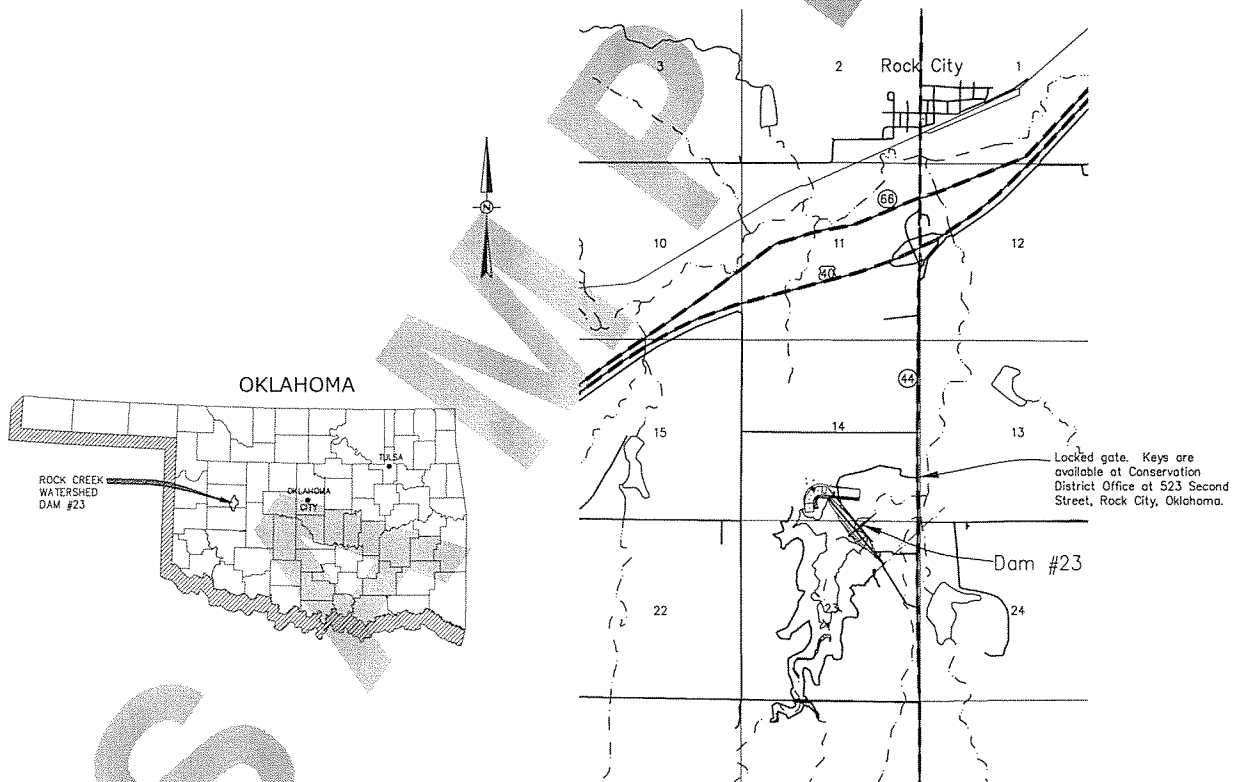 SAMPLE
OKLAHOMA
TULSA
OKLAHOMA
CITY
ROCK CREEK
WATERSHED
DAM #23
N
3
2
Rock City
1
66
10
11
12
40
44
15
14
13
Locked gate. Keys are
available at Conservation
District Office at 523 Second
Street, Rock City, Oklahoma.
Dam #23
22
23
24